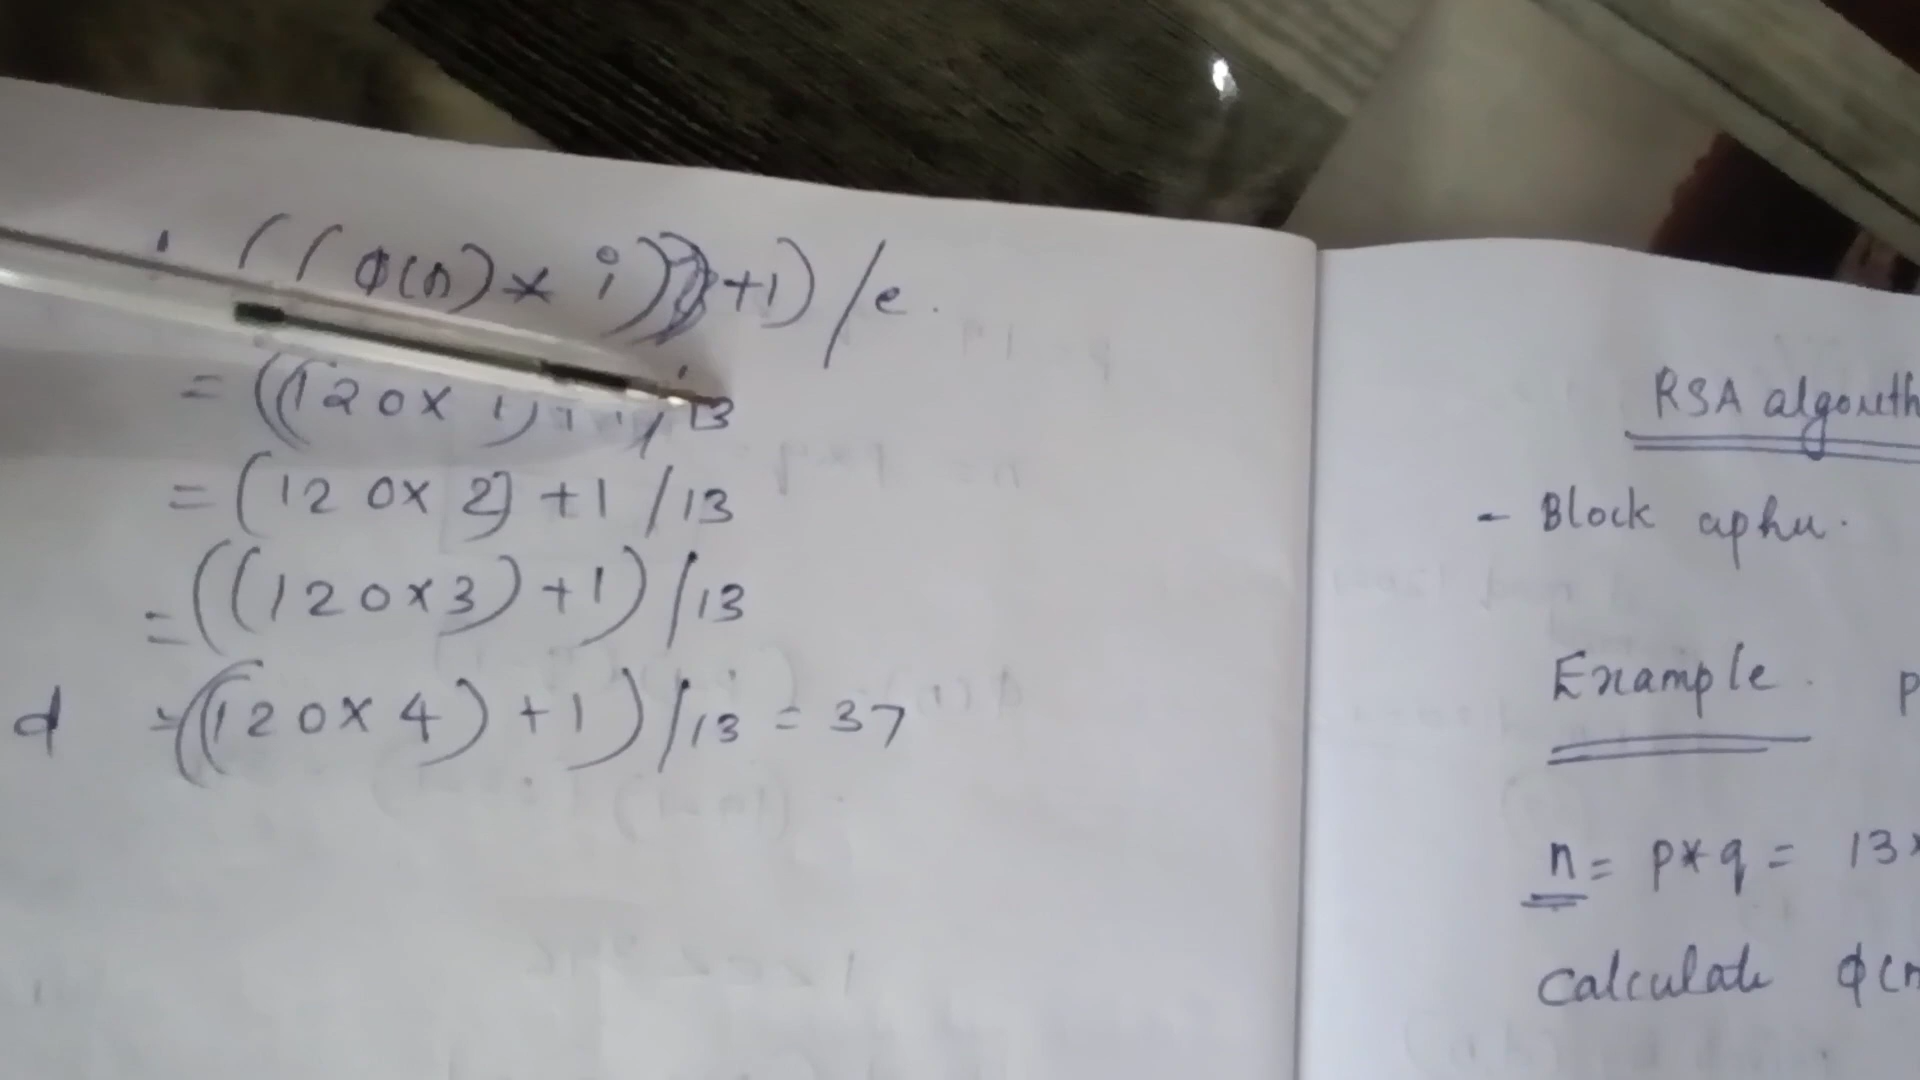 ((φ(n) * i) +1) / e.
= ((120 x 1) +1) / 13
= (120 x 2) +1 / 13
= ((120 x 3) +1) / 13
d = ((120 x 4) +1) / 13 = 37
RSA algorith
- Block cipher.
Example. p
n = p * q = 13 x
Calculate φ(n